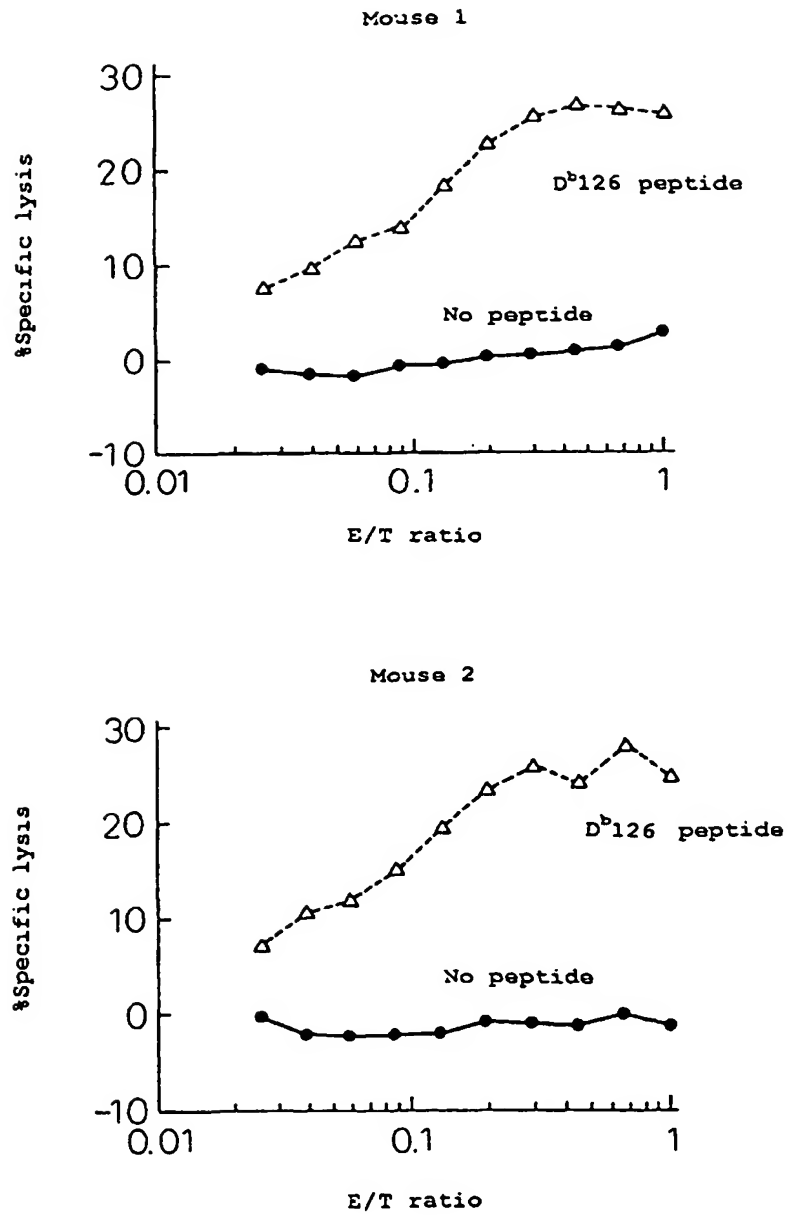 Mouse 1
%Specific lysis
30
20
10
0
-10
0.01
0.1
1
D^b126 peptide
No peptide
E/T ratio
Mouse 2
%Specific lysis
30
20
10
0
-10
0.01
0.1
1
D^b126 peptide
No peptide
E/T ratio